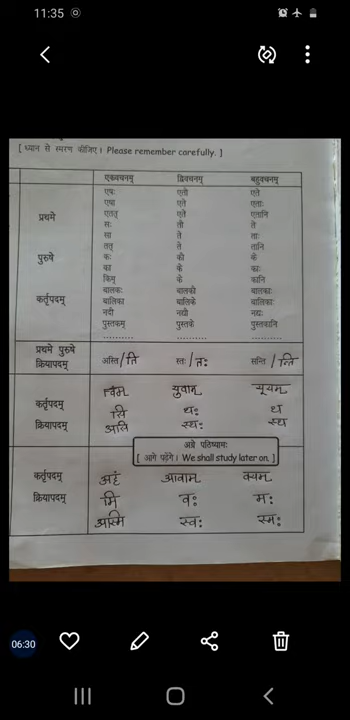 11:35
[ ध्यान से स्मरण कीजिए। Please remember carefully. ]
एकवचनम् द्विवचनम् बहुवचनम्
एषः एतौ एते
एषा एते एताः
एतत् एते एतानि
प्रथमे सः तौ ते
सा ते ताः
तत् ते तानि
पुरुषे कः कौ के
का के काः
किम् के कानि
कर्तृपदम् बालकः बालकौ बालकाः
बालिका बालिके बालिकाः
नदी नद्यौ नद्यः
पुस्तकम् पुस्तके पुस्तकानि
.......... .......... ..........
प्रथमे पुरुषे
क्रियापदम् अस्ति/ति स्तः/तः सन्ति/न्ति
कर्तृपदम् त्वम् युवाम् यूयम्
क्रियापदम् सि थः थ
असि स्थः स्थ
अग्रे पठिष्यामः
[ आगे पढ़ेंगे। We shall study later on. ]
कर्तृपदम् अहं आवाम् वयम्
क्रियापदम् मि वः मः
अस्मि स्वः स्मः
06:30